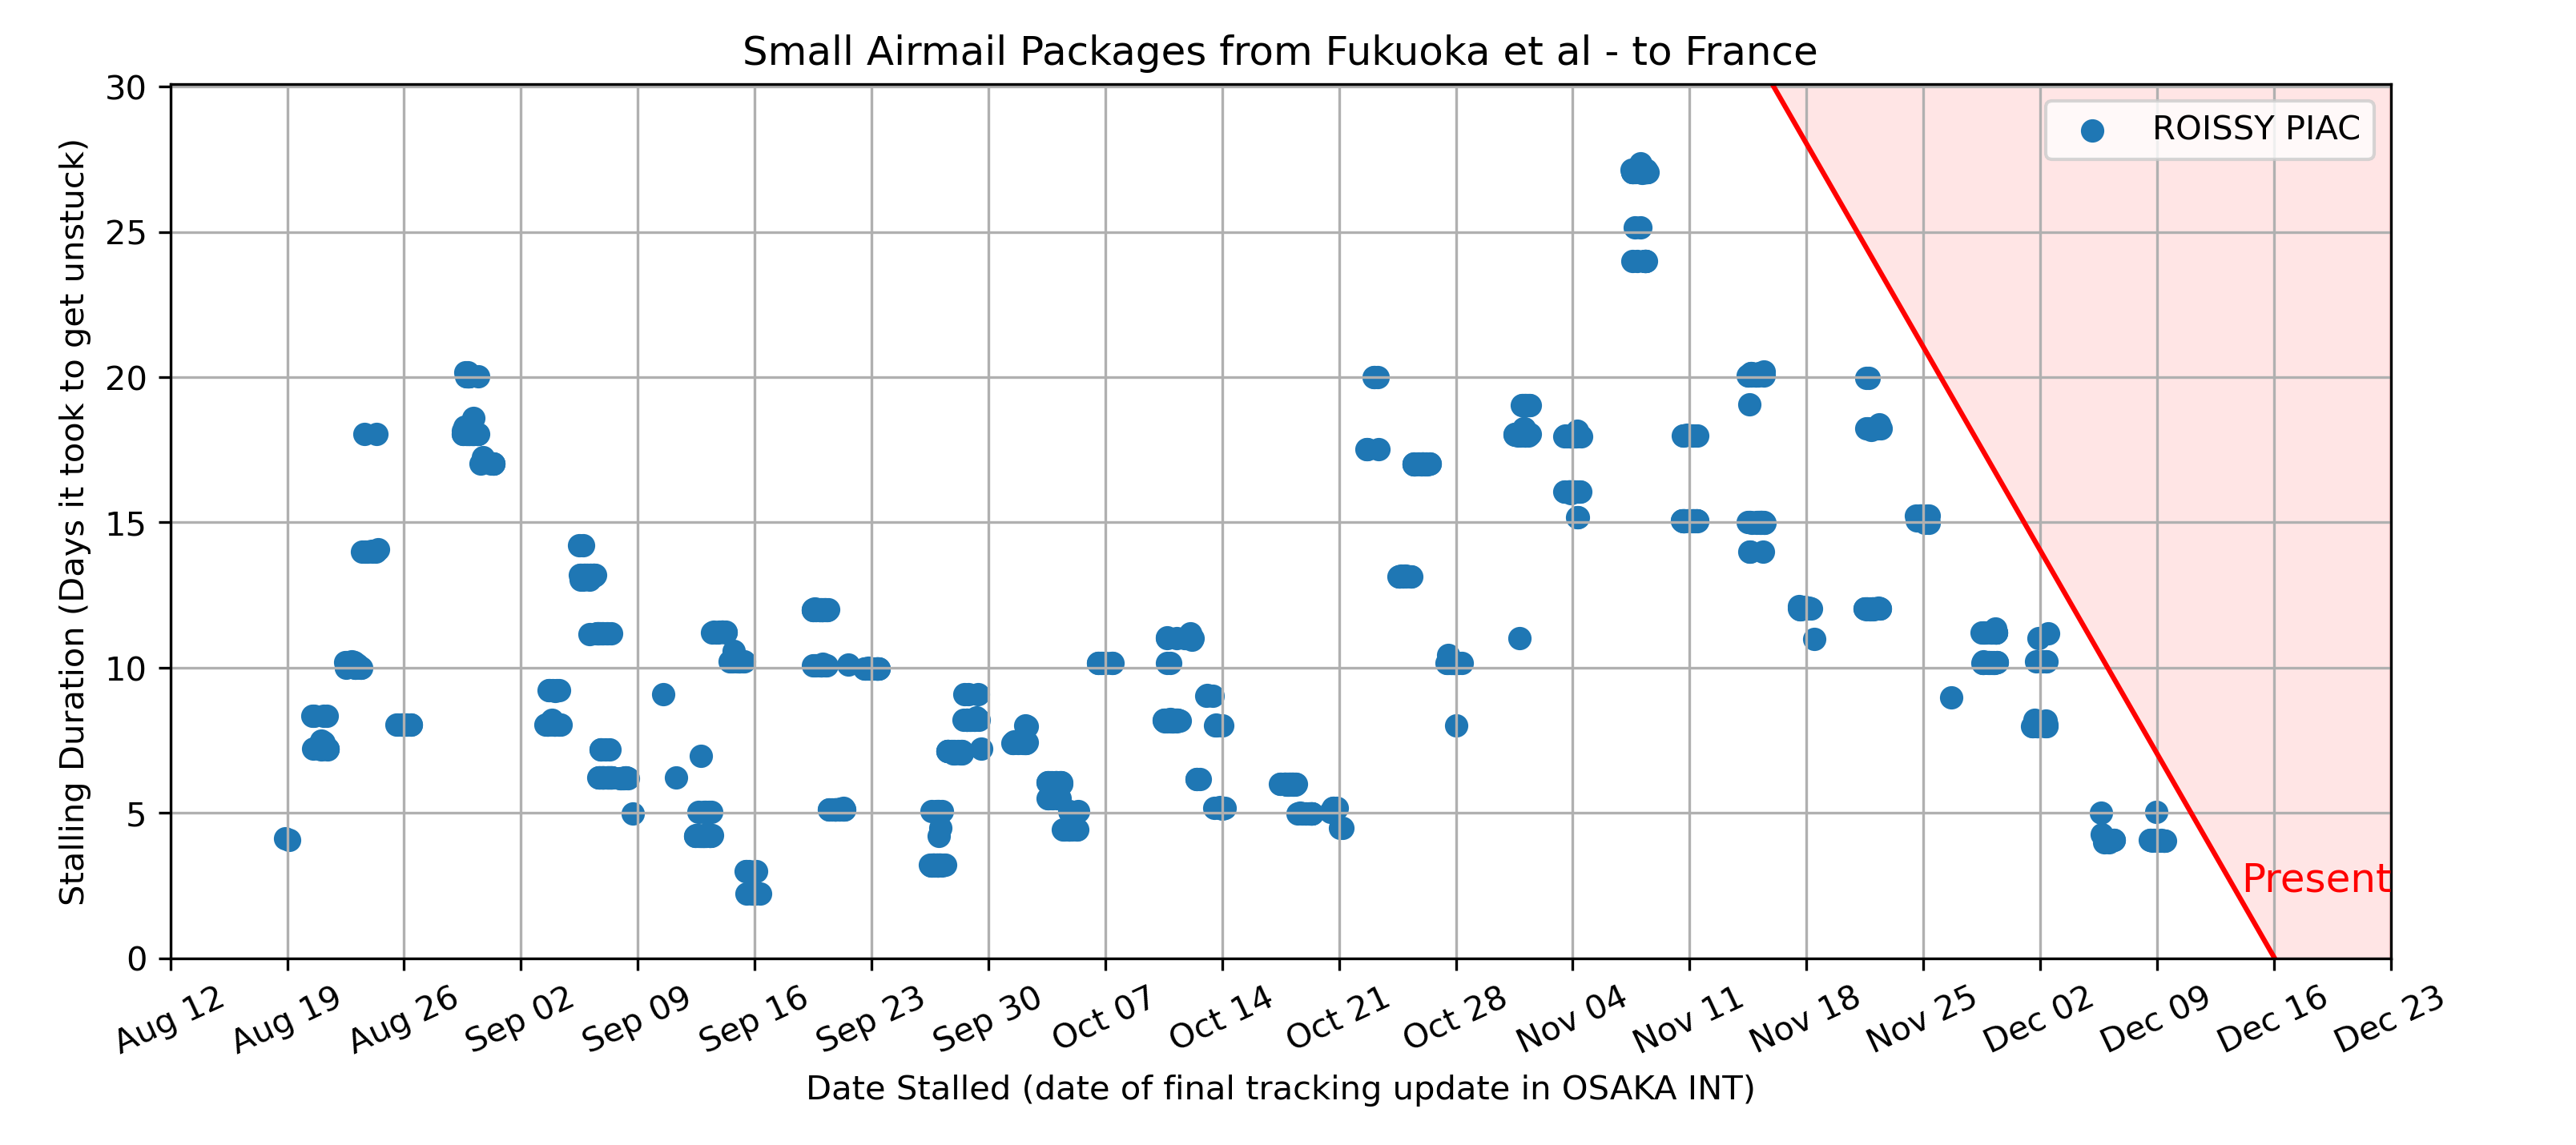 Small Airmail Packages from Fukuoka et al - to France
Stalling Duration (Days it took to get unstuck)
30
25
20
15
10
5
0
ROISSY PIAC
Present
Aug 12
Aug 19
Aug 26
Sep 02
Sep 09
Sep 16
Sep 23
Sep 30
Oct 07
Oct 14
Oct 21
Oct 28
Nov 04
Nov 11
Nov 18
Nov 25
Dec 02
Dec 09
Dec 16
Dec 23
Date Stalled (date of final tracking update in OSAKA INT)